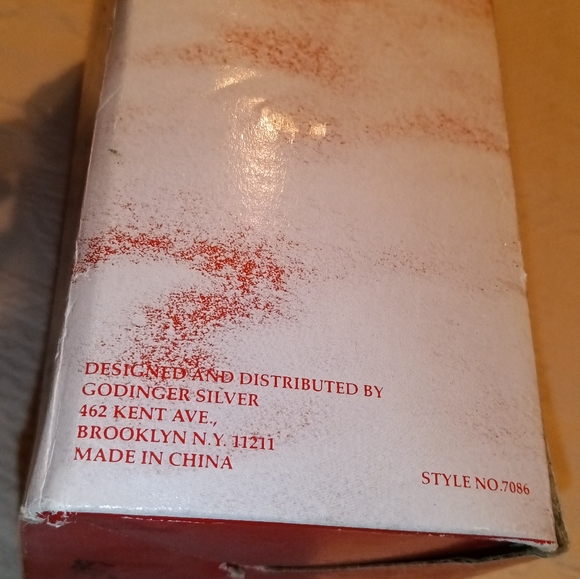 DESIGNED AND DISTRIBUTED BY
GODINGER SILVER
462 KENT AVE.,
BROOKLYN N.Y. 11211
MADE IN CHINA
STYLE NO.7086